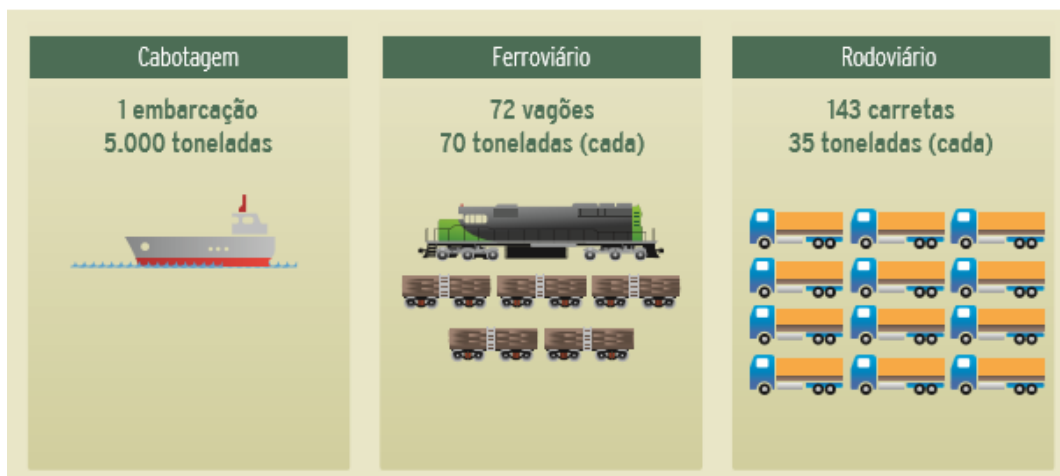 Cabotagem
1 embarcação
5.000 toneladas
Ferroviário
72 vagões
70 toneladas (cada)
Rodoviário
143 carretas
35 toneladas (cada)